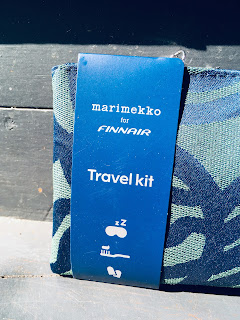 marimekko
for
FINNAIR
Travel kit
z Z